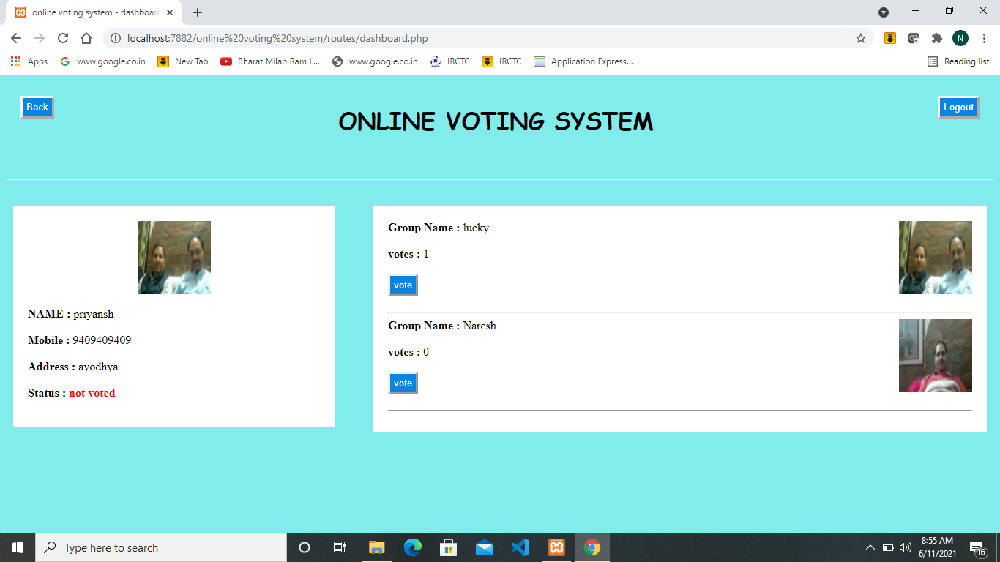 online voting system - dashboard
localhost:7882/online%20voting%20system/routes/dashboard.php
Apps www.google.co.in New Tab Bharat Milap Ram L... www.google.co.in IRCTC IRCTC Application Express... Reading list
Back
ONLINE VOTING SYSTEM
Logout
NAME : priyansh
Mobile : 9409409409
Address : ayodhya
Status : not voted
Group Name : lucky
votes : 1
vote
Group Name : Naresh
votes : 0
vote
Type here to search
8:55 AM
6/11/2021
16
N